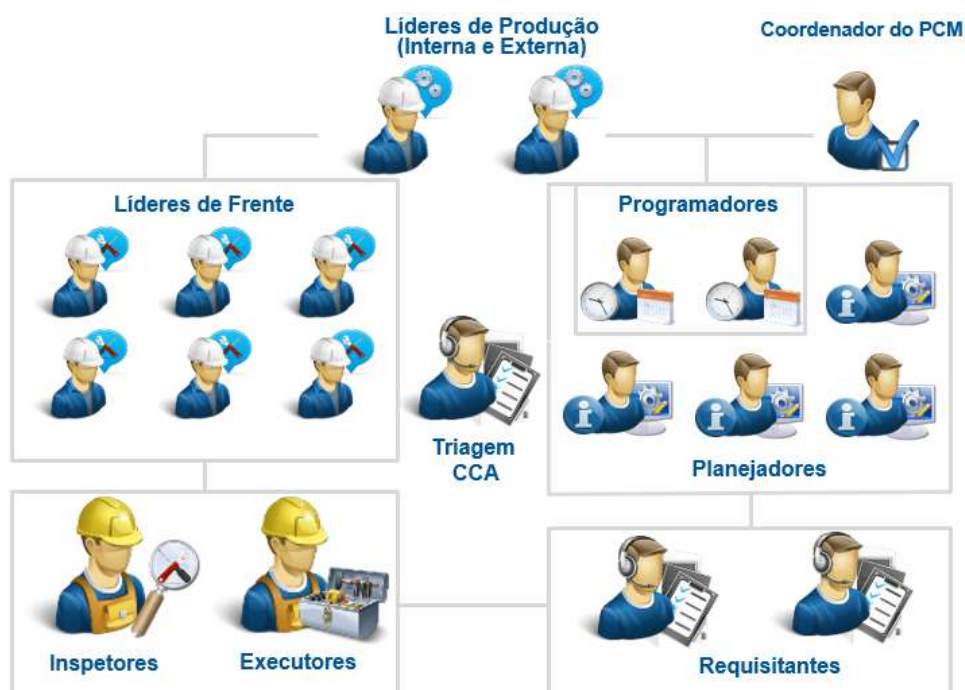 Líderes de Produção
(Interna e Externa)
Coordenador do PCM
Líderes de Frente
Programadores
Triagem
CCA
Planejadores
Inspetores
Executores
Requisitantes